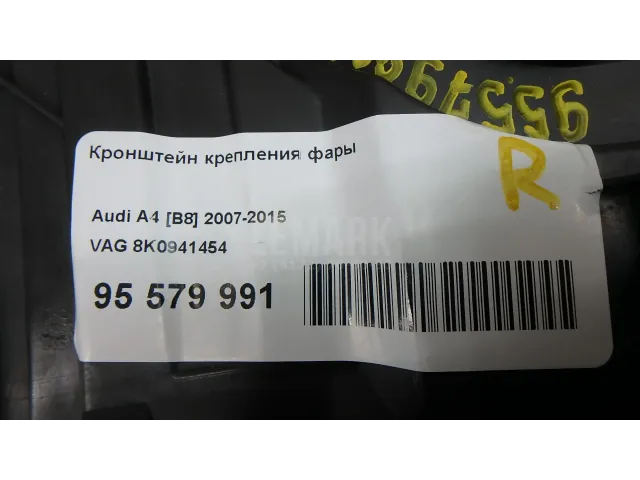 Кронштейн крепления фары
R
Audi A4 [B8] 2007-2015
VAG 8K0941454
95 579 991